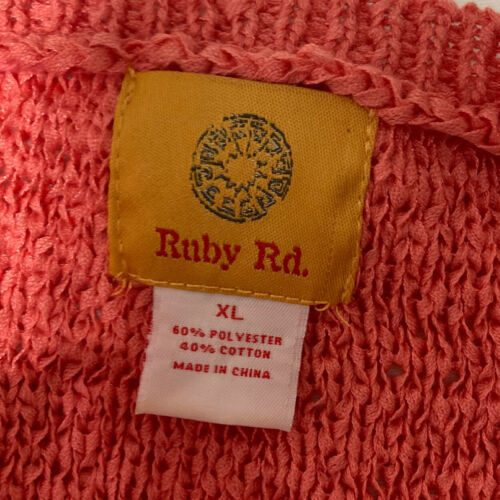 Ruby Rd.
XL
60% POLYESTER
40% COTTON
MADE IN CHINA